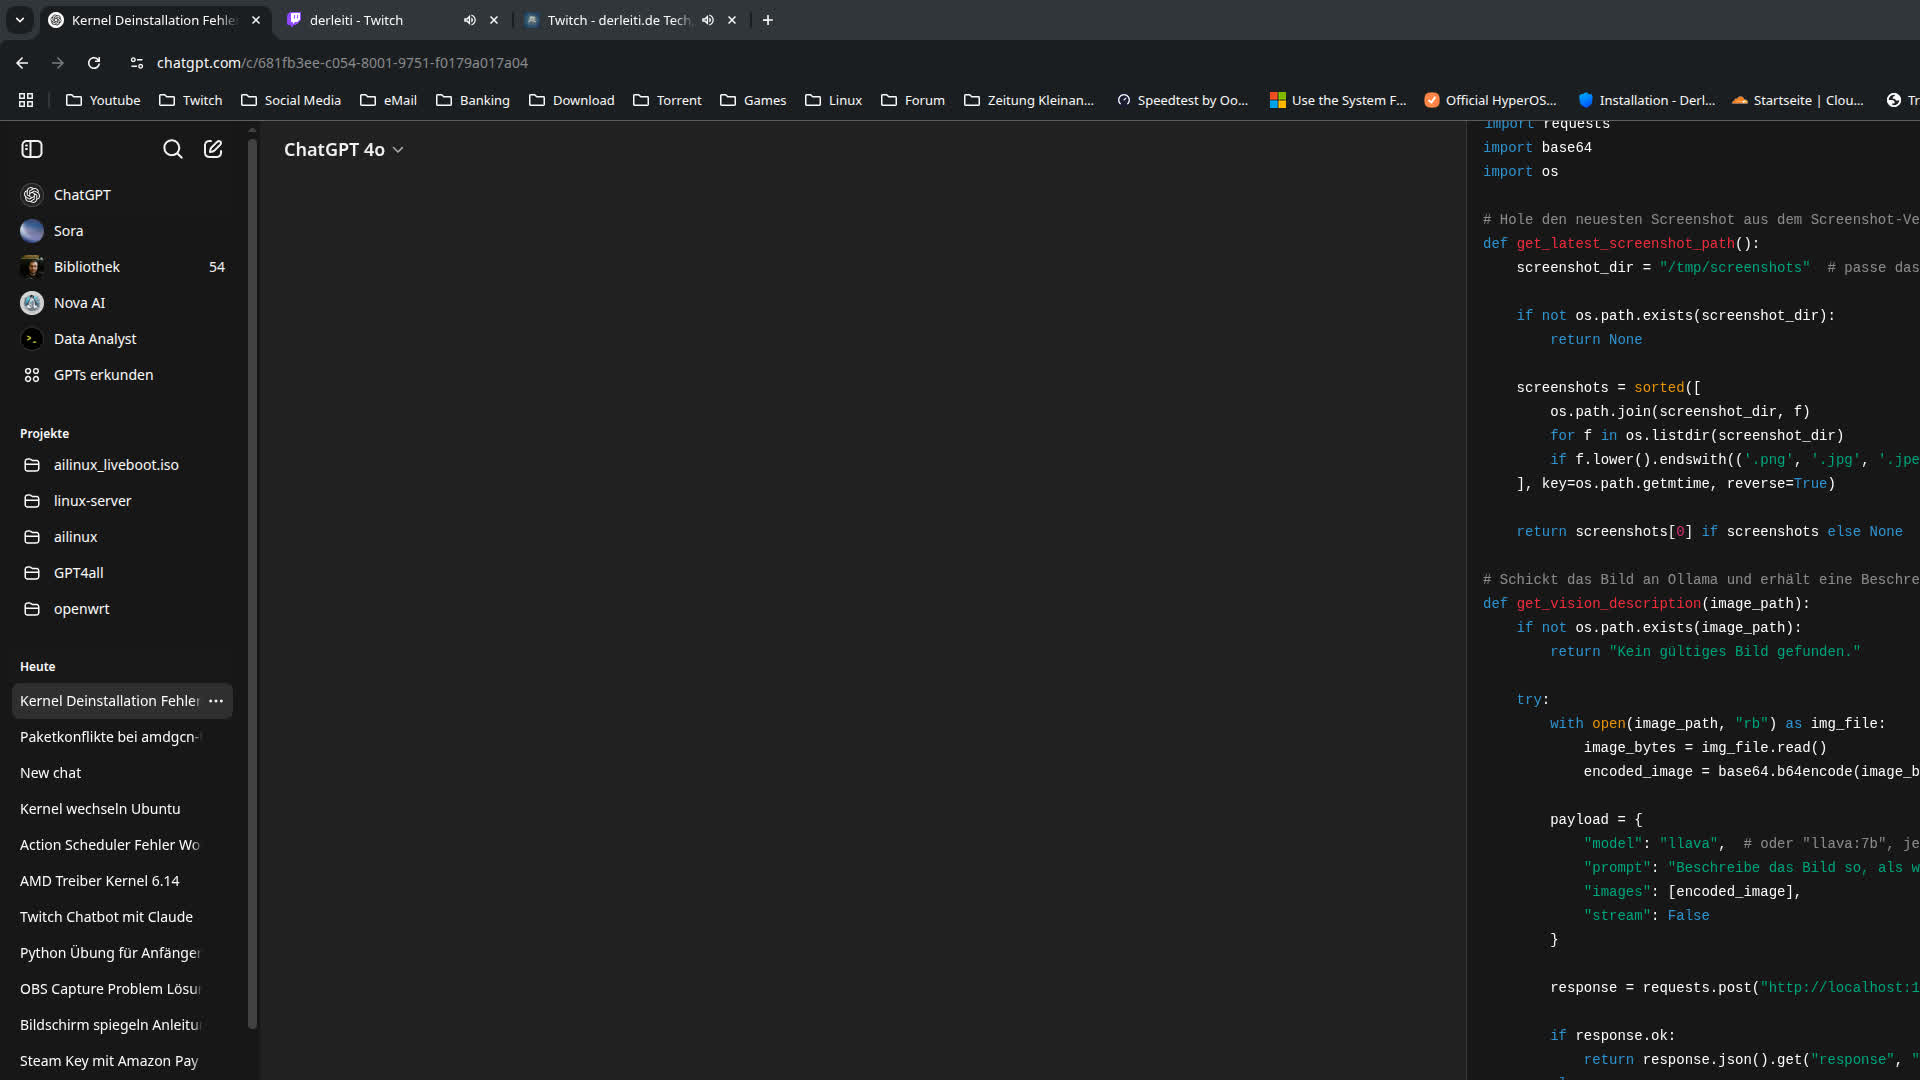 Kernel Deinstallation Fehle
derleiti - Twitch
Twitch - derleiti.de Tech
chatgpt.com/c/681fb3ee-c054-8001-9751-f0179a017a04
Youtube
Twitch
Social Media
eMail
Banking
Download
Torrent
Games
Linux
Forum
Zeitung Kleinan...
Speedtest by Oo...
Use the System F...
Official HyperOS...
Installation - Derl...
Startseite | Clou...
Tr
ChatGPT
Sora
Bibliothek 54
Nova AI
Data Analyst
GPTs erkunden
Projekte
ailinux_liveboot.iso
linux-server
ailinux
GPT4all
openwrt
Heute
Kernel Deinstallation Fehler
Paketkonflikte bei amdgcn-
New chat
Kernel wechseln Ubuntu
Action Scheduler Fehler Wo
AMD Treiber Kernel 6.14
Twitch Chatbot mit Claude
Python Übung für Anfänger
OBS Capture Problem Lösu
Bildschirm spiegeln Anleitu
Steam Key mit Amazon Pay
ChatGPT 4o
import requests
import base64
import os
# Hole den neuesten Screenshot aus dem Screenshot-Ve
def get_latest_screenshot_path():
screenshot_dir = "/tmp/screenshots"  # passe das
if not os.path.exists(screenshot_dir):
return None
screenshots = sorted([
os.path.join(screenshot_dir, f)
for f in os.listdir(screenshot_dir)
if f.lower().endswith(('.png', '.jpg', '.jpe
], key=os.path.getmtime, reverse=True)
return screenshots[0] if screenshots else None
# Schickt das Bild an Ollama und erhält eine Beschre
def get_vision_description(image_path):
if not os.path.exists(image_path):
return "Kein gültiges Bild gefunden."
try:
with open(image_path, "rb") as img_file:
image_bytes = img_file.read()
encoded_image = base64.b64encode(image_b
payload = {
"model": "llava",  # oder "llava:7b", je
"prompt": "Beschreibe das Bild so, als w
"images": [encoded_image],
"stream": False
}
response = requests.post("http://localhost:1
if response.ok:
return response.json().get("response", "